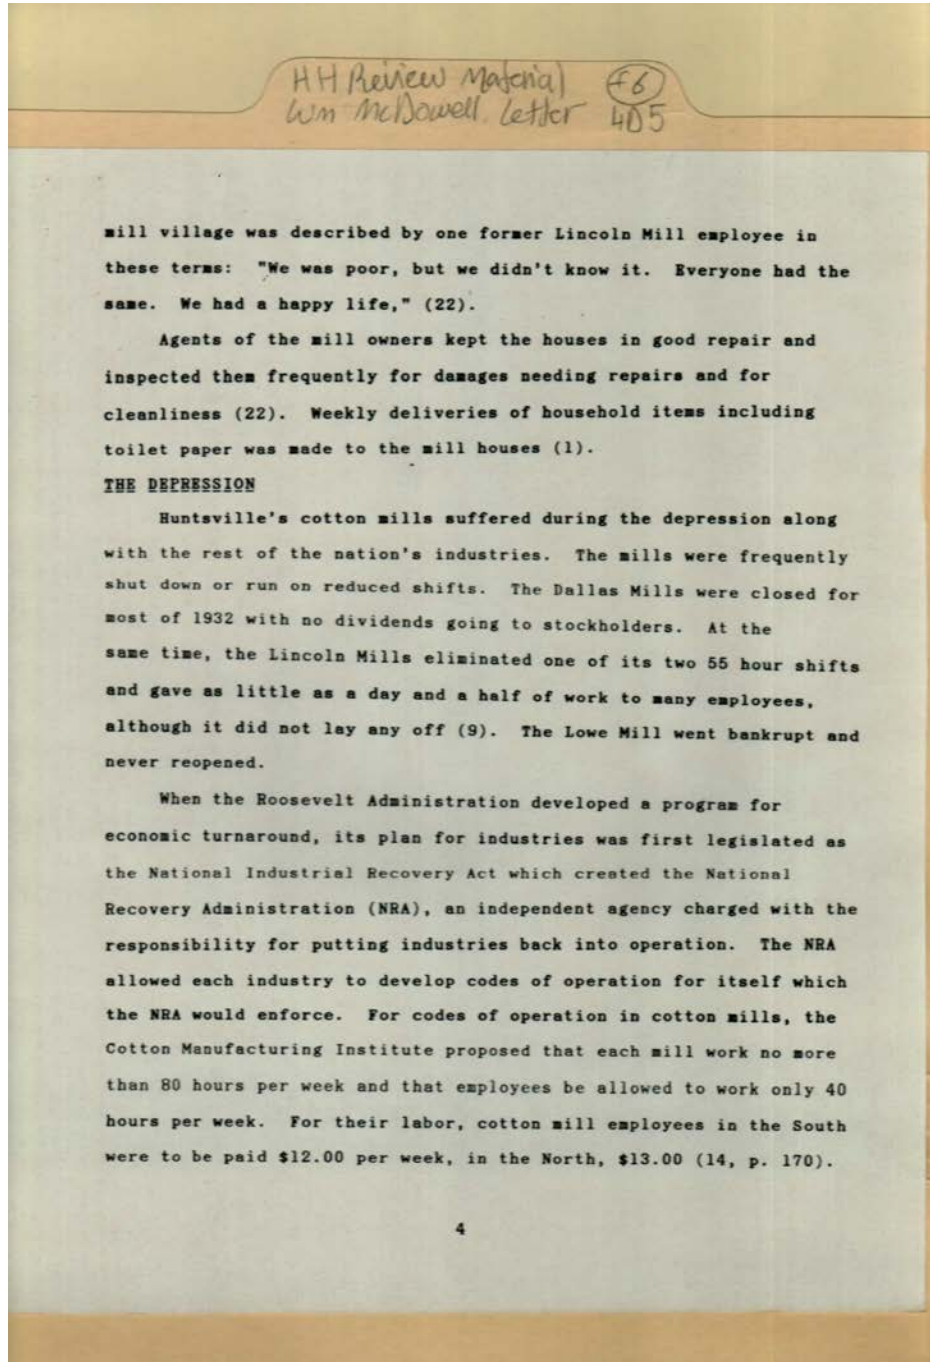 HH Review Material f6
Wm McDowell Letter 4D5
mill village was described by one former Lincoln Mill employee in
these terms: "We was poor, but we didn't know it. Everyone had the
same. We had a happy life," (22).
Agents of the mill owners kept the houses in good repair and
inspected them frequently for damages needing repairs and for
cleanliness (22). Weekly deliveries of household items including
toilet paper was made to the mill houses (1).
THE DEPRESSION
Huntsville's cotton mills suffered during the depression along
with the rest of the nation's industries. The mills were frequently
shut down or run on reduced shifts. The Dallas Mills were closed for
most of 1932 with no dividends going to stockholders. At the
same time, the Lincoln Mills eliminated one of its two 55 hour shifts
and gave as little as a day and a half of work to many employees,
although it did not lay any off (9). The Lowe Mill went bankrupt and
never reopened.
When the Roosevelt Administration developed a program for
economic turnaround, its plan for industries was first legislated as
the National Industrial Recovery Act which created the National
Recovery Administration (NRA), an independent agency charged with the
responsibility for putting industries back into operation. The NRA
allowed each industry to develop codes of operation for itself which
the NRA would enforce. For codes of operation in cotton mills, the
Cotton Manufacturing Institute proposed that each mill work no more
than 80 hours per week and that employees be allowed to work only 40
hours per week. For their labor, cotton mill employees in the South
were to be paid $12.00 per week, in the North, $13.00 (14, p. 170).
4